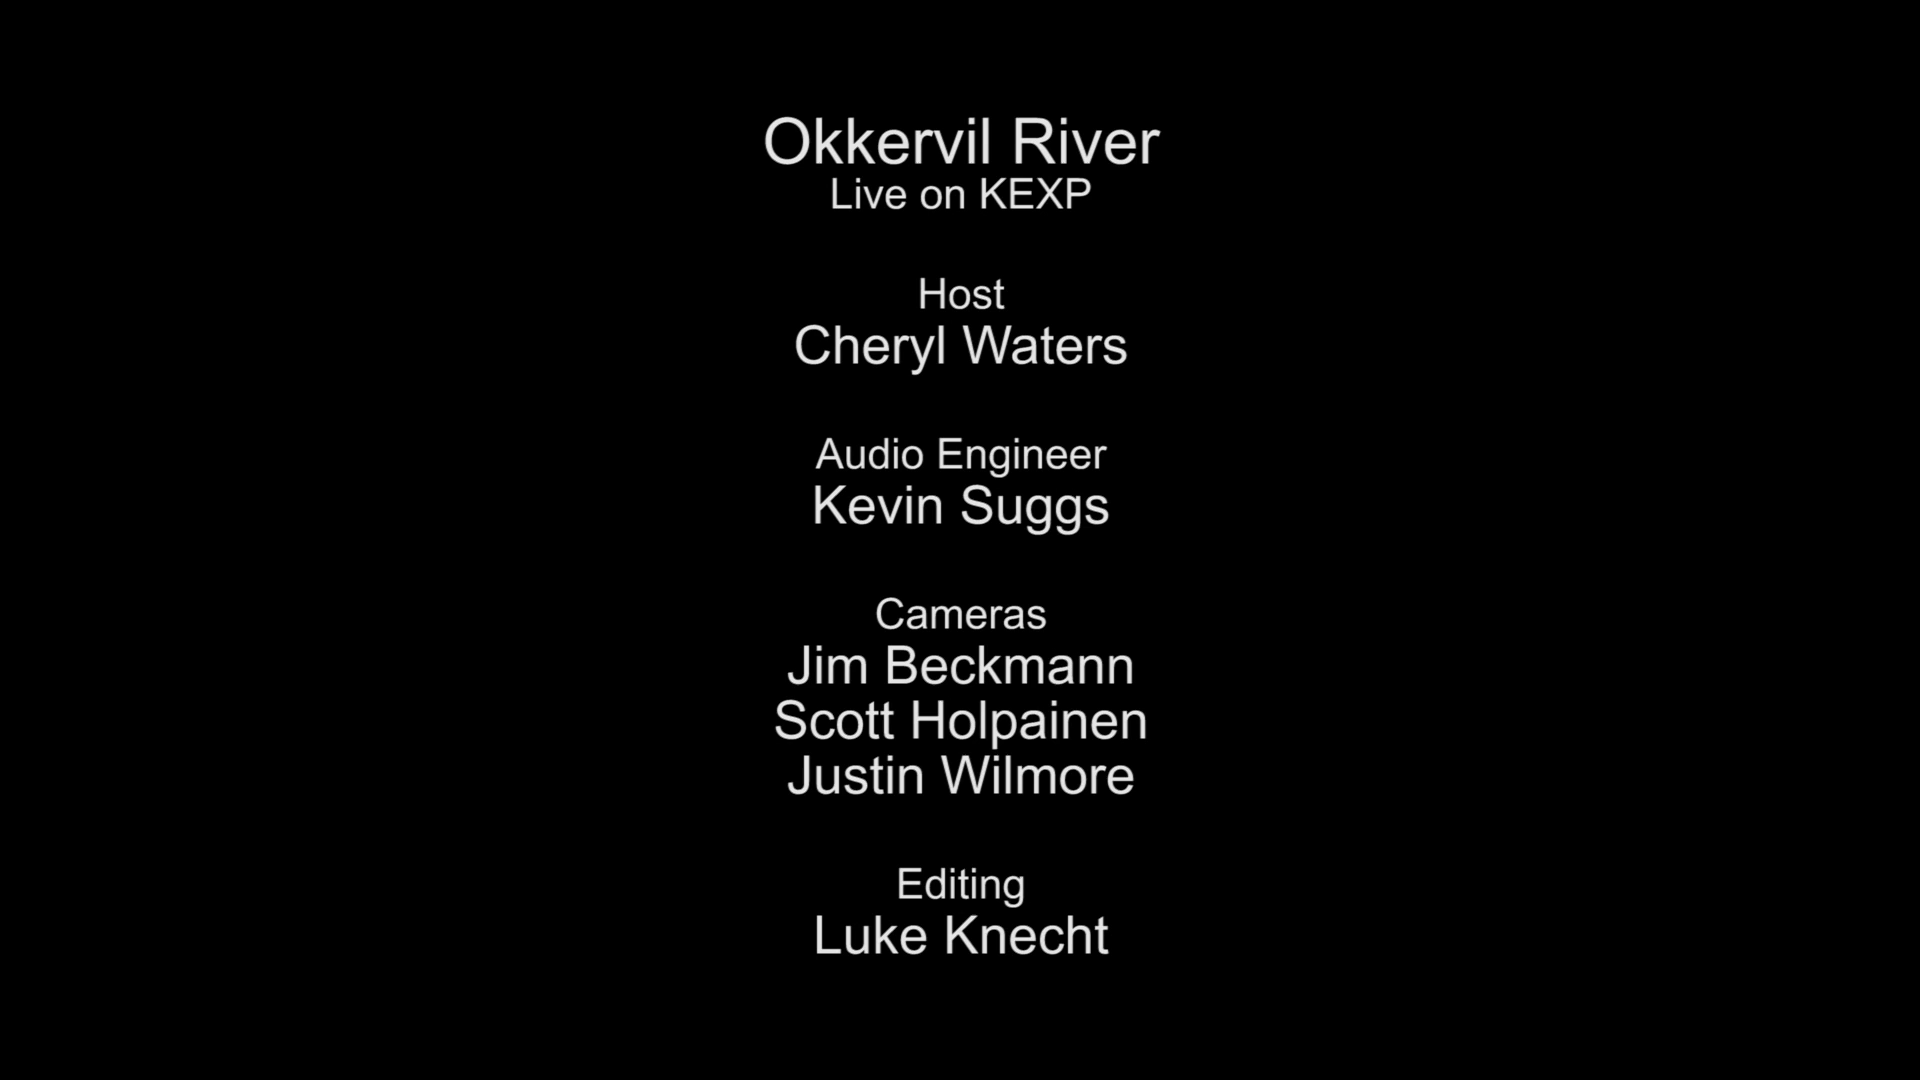 Okkervil River
Live on KEXP
Host
Cheryl Waters
Audio Engineer
Kevin Suggs
Cameras
Jim Beckmann
Scott Holpainen
Justin Wilmore
Editing
Luke Knecht